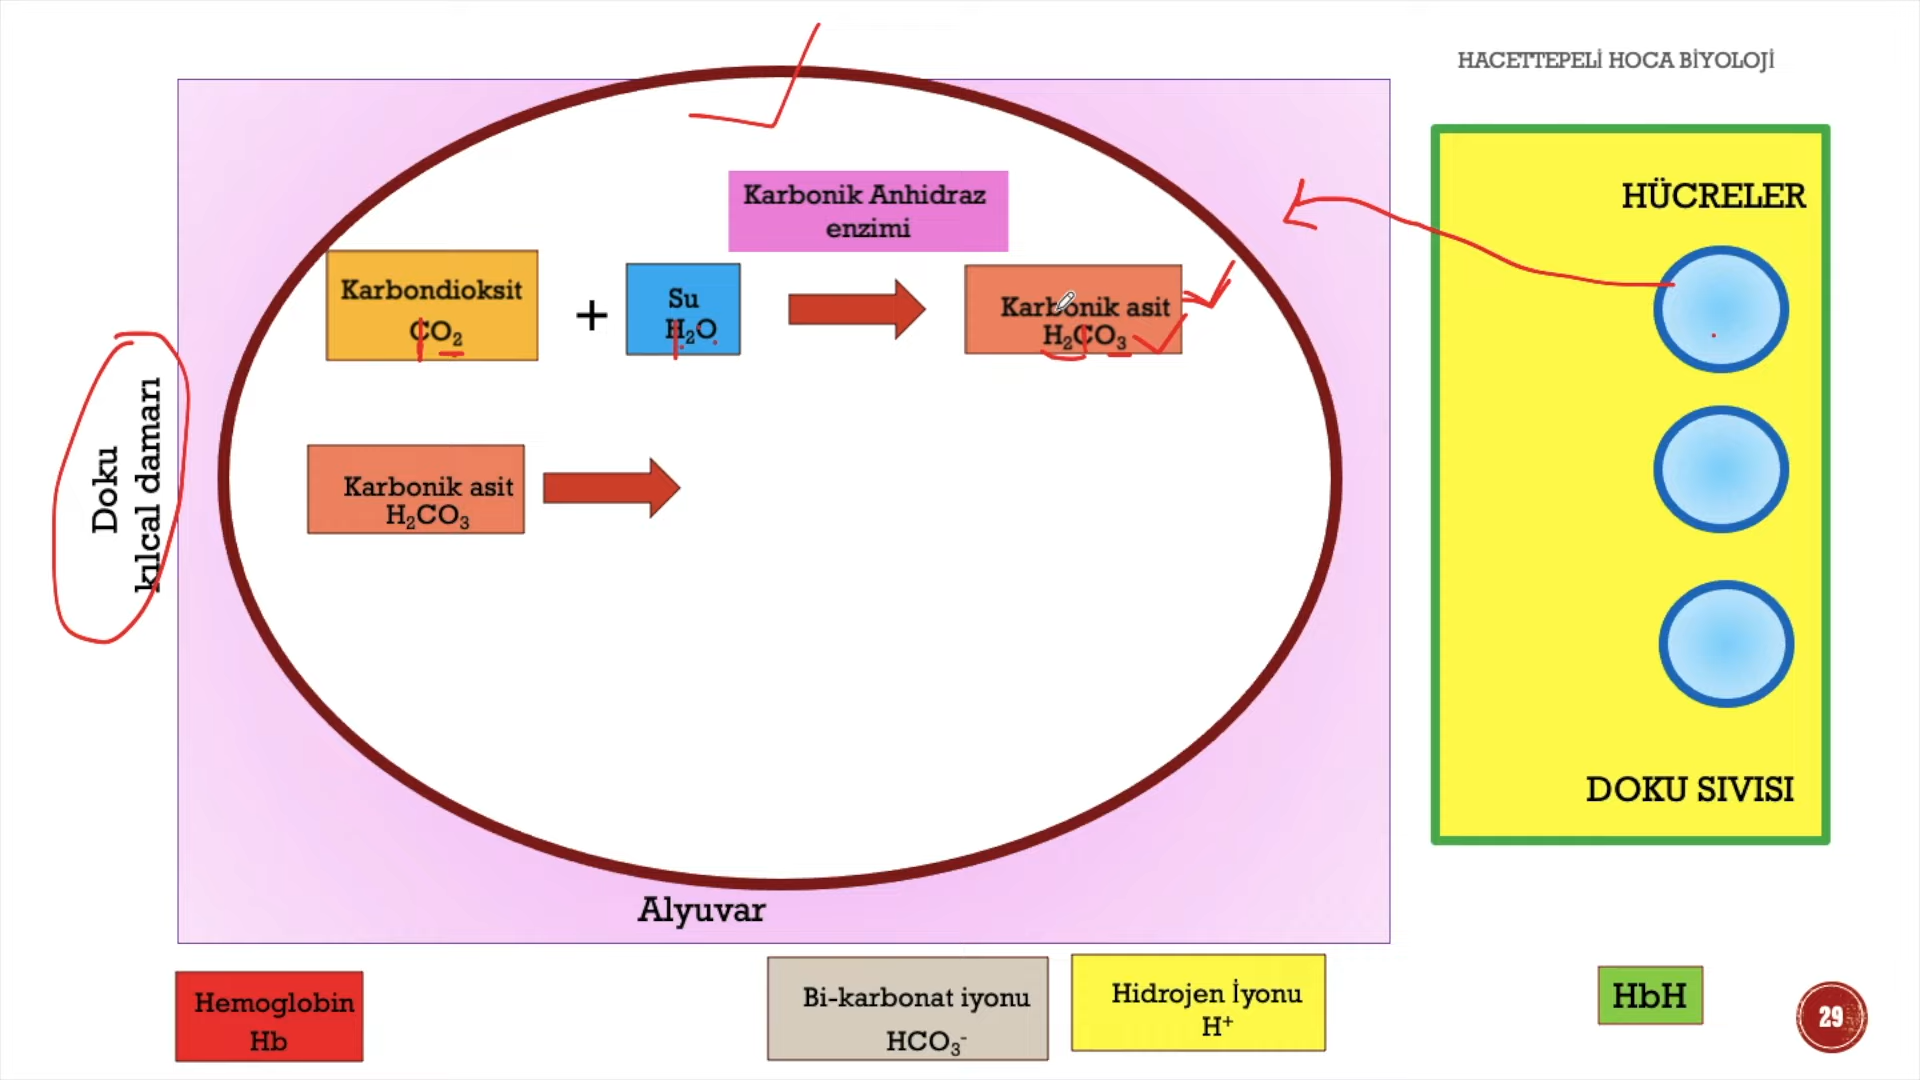 HACETTEPELİ HOCA BİYOLOJİ
Karbonik Anhidraz
enzimi
Karbondioksit
CO₂
+
Su
H₂O
Karbonik asit
H₂CO₃
HÜCRELER
Doku
kılcal damarı
Karbonik asit
H₂CO₃
DOKU SIVISI
Alyuvar
Hemoglobin
Hb
Bi-karbonat iyonu
HCO₃⁻
Hidrojen İyonu
H⁺
HbH
29